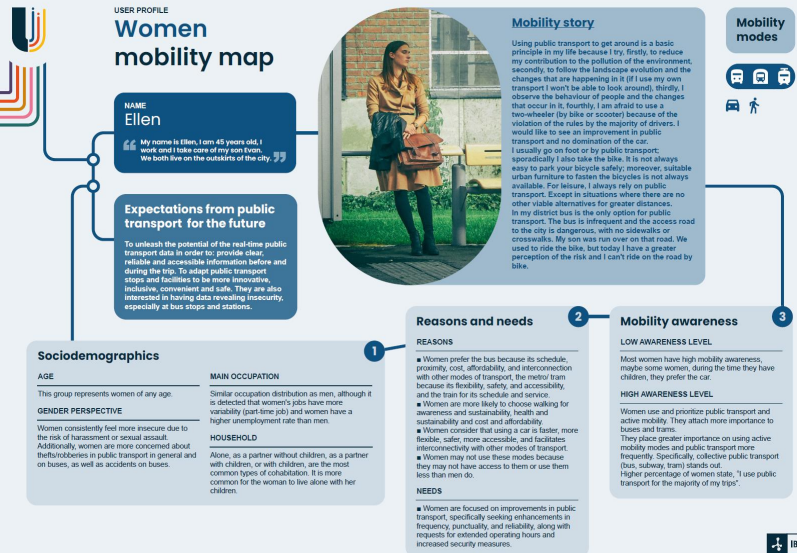 USER PROFILE
Women
mobility map
NAME
Ellen
My name is Ellen, I am 45 years old, I
work and I take care of my son Evan.
We both live on the outskirts of the city.
Expectations from public
transport for the future
To unleash the potential of the real-time public
transport data in order to: provide clear,
reliable and accessible information before and
during the trip. To adapt public transport
stops and facilities to be more innovative,
inclusive, convenient and safe. They are also
interested in having data revealing insecurity,
especially at bus stops and stations.
Mobility story
Using public transport to get around is a basic
principle in my life because I try, firstly, to reduce
my contribution to the pollution of the environment,
secondly, to follow the landscape evolution and the
changes that are happening in it (if I use my own
transport I won't be able to look around), thirdly, I
observe the behaviour of people and the changes
that occur in it, fourthly, I am afraid to use a
two-wheeler (by bike or scooter) because of the
violation of the rules by the majority of drivers. I
would like to see an improvement in public
transport and no domination of the car.
I usually go on foot or by public transport;
sporadically I also take the bike. It is not always
easy to park your bicycle safely; moreover, suitable
urban furniture to fasten the bicycles is not always
available. For leisure, I always rely on public
transport. Except in situations where there are no
other viable alternatives for greater distances.
In my district bus is the only option for public
transport. The bus is infrequent and the access road
to the city is dangerous, with no sidewalks or
crosswalks. My son was run over on that road. We
used to ride the bike, but today I have a greater
perception of the risk and I can't ride on the road by
bike.
Mobility
modes
1
Sociodemographics
AGE
This group represents women of any age.
GENDER PERSPECTIVE
Women consistently feel more insecure due to
the risk of harassment or sexual assault.
Additionally, women are more concerned about
thefts/robberies in public transport in general and
on buses, as well as accidents on buses.
MAIN OCCUPATION
Similar occupation distribution as men, although it
is detected that women's jobs have more
variability (part-time job) and women have a
higher unemployment rate than men.
HOUSEHOLD
Alone, as a partner without children, as a partner
with children, or with children, are the most
common types of cohabitation. It is more
common for the woman to live alone with her
children.
2
Reasons and needs
REASONS
■ Women prefer the bus because its schedule,
proximity, cost, affordability, and interconnection
with other modes of transport, the metro/ tram
because its flexibility, safety, and accessibility,
and the train for its schedule and service.
■ Women are more likely to choose walking for
awareness and sustainability, health and
sustainability and cost and affordability.
■ Women consider that using a car is faster, more
flexible, safer, more accessible, and facilitates
interconnectivity with other modes of transport.
■ Women may not use these modes because
they may not have access to them or use them
less than men do.
NEEDS
■ Women are focused on improvements in public
transport, specifically seeking enhancements in
frequency, punctuality, and reliability, along with
requests for extended operating hours and
increased security measures.
3
Mobility awareness
LOW AWARENESS LEVEL
Most women have high mobility awareness,
maybe some women, during the time they have
children, they prefer the car.
HIGH AWARENESS LEVEL
Women use and prioritize public transport and
active mobility. They attach more importance to
buses and trams.
They place greater importance on using active
mobility modes and public transport more
frequently. Specifically, collective public transport
(bus, subway, tram) stands out.
Higher percentage of women state, "I use public
transport for the majority of my trips".